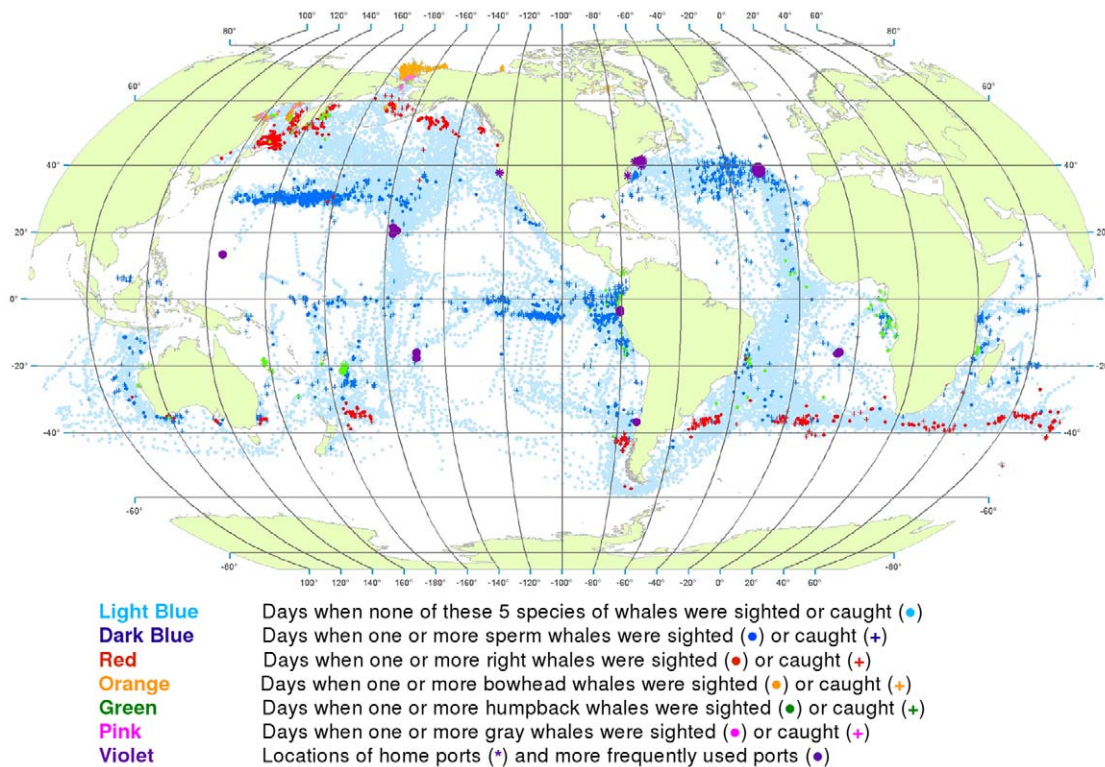 100° 120° 140° 160° 180° -160° -140° -120° -100° -80° -60° -40° -20° 0° 20° 40° 60°
80° 80°
60° 60°
40° 40°
20° 20°
0° 0°
-20° -20°
-40° -40°
-60° -60°
-80° -80°
100° 120° 140° 160° 180° -160° -140° -120° -100° -80° -60° -40° -20° 0° 20° 40° 60°
Light Blue Days when none of these 5 species of whales were sighted or caught (●)
Dark Blue Days when one or more sperm whales were sighted (●) or caught (+)
Red Days when one or more right whales were sighted (●) or caught (+)
Orange Days when one or more bowhead whales were sighted (●) or caught (+)
Green Days when one or more humpback whales were sighted (●) or caught (+)
Pink Days when one or more gray whales were sighted (●) or caught (+)
Violet Locations of home ports (*) and more frequently used ports (●)